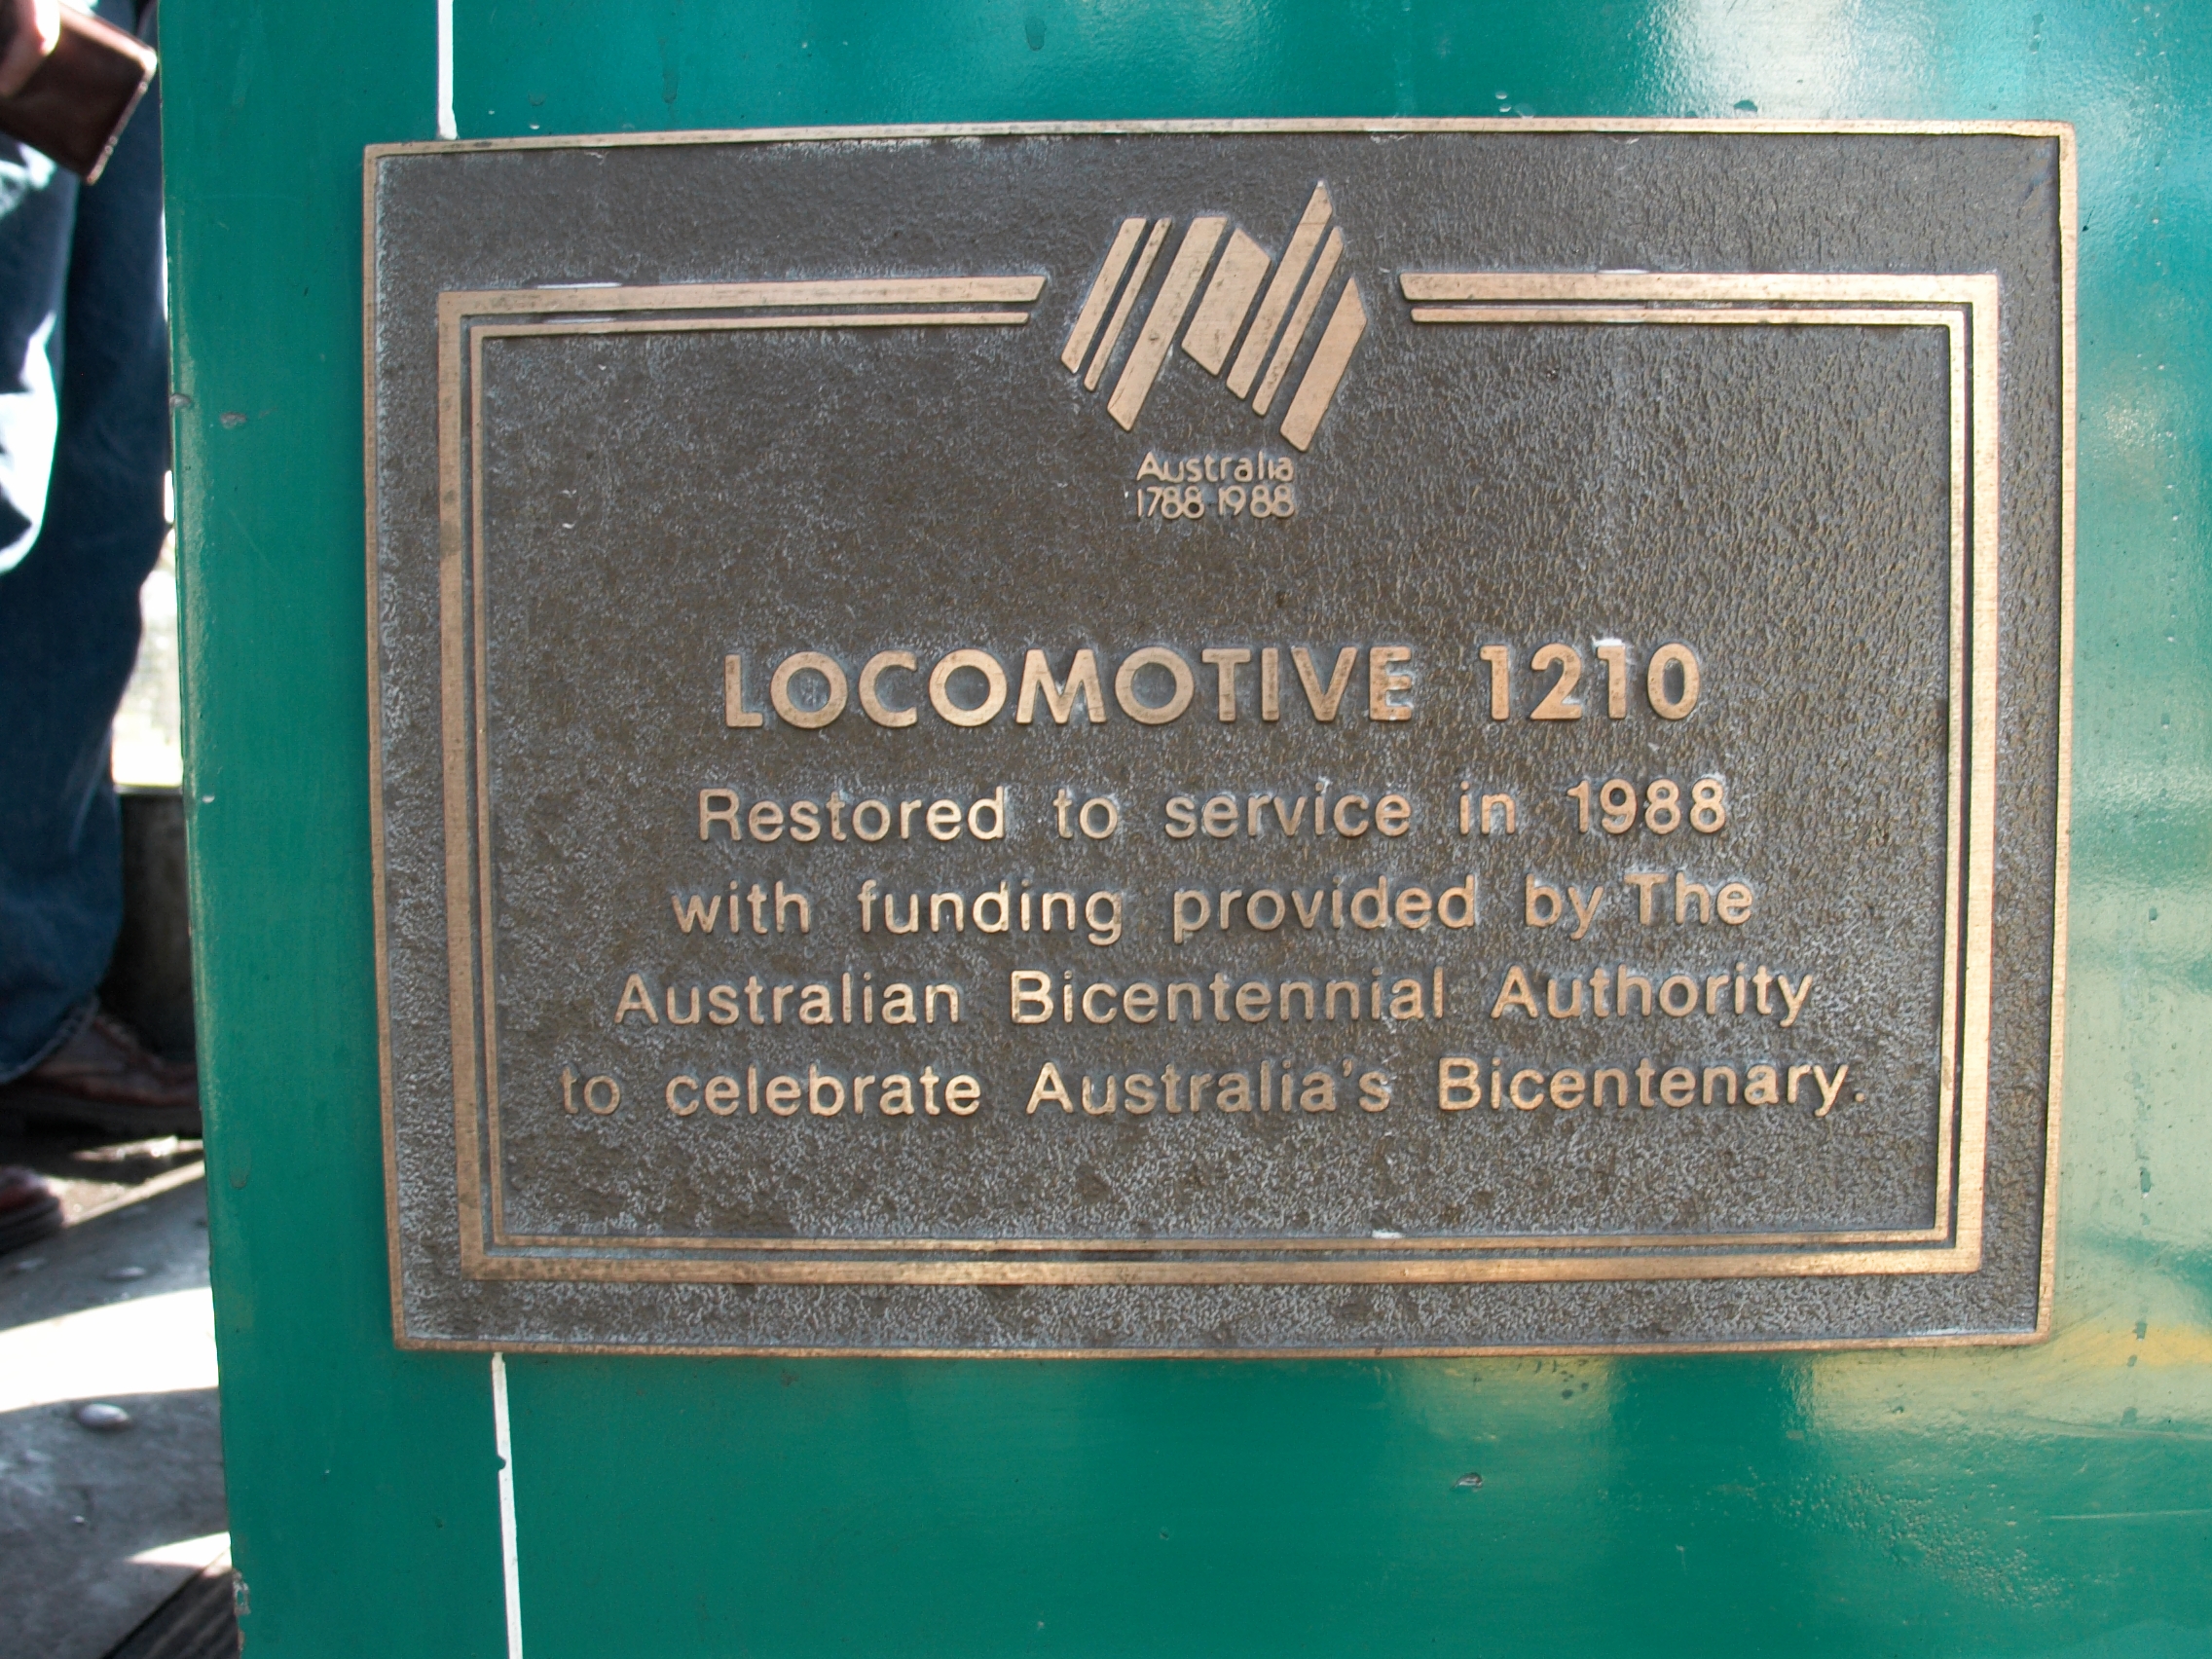 Australia
1788-1988
LOCOMOTIVE 1210
Restored to service in 1988
with funding provided by The
Australian Bicentennial Authority
to celebrate Australia's Bicentenary.